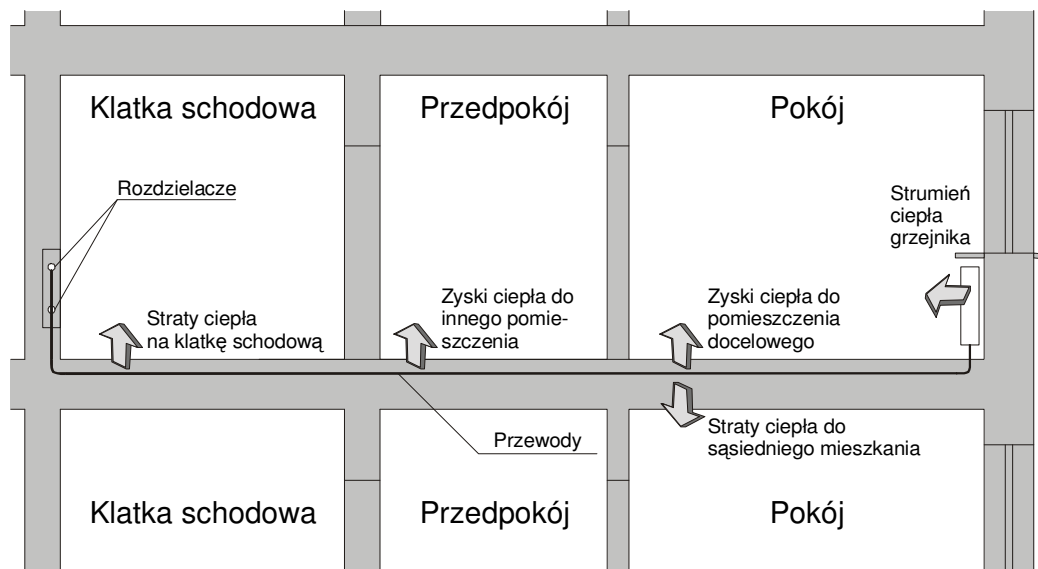 Klatka schodowa
Przedpokój
Pokój
Rozdzielacze
Strumień
ciepła
grzejnika
Straty ciepła
na klatkę schodową
Zyski ciepła do
innego pomie-
szczenia
Zyski ciepła do
pomieszczenia
docelowego
Przewody
Straty ciepła do
sąsiedniego mieszkania
Klatka schodowa
Przedpokój
Pokój